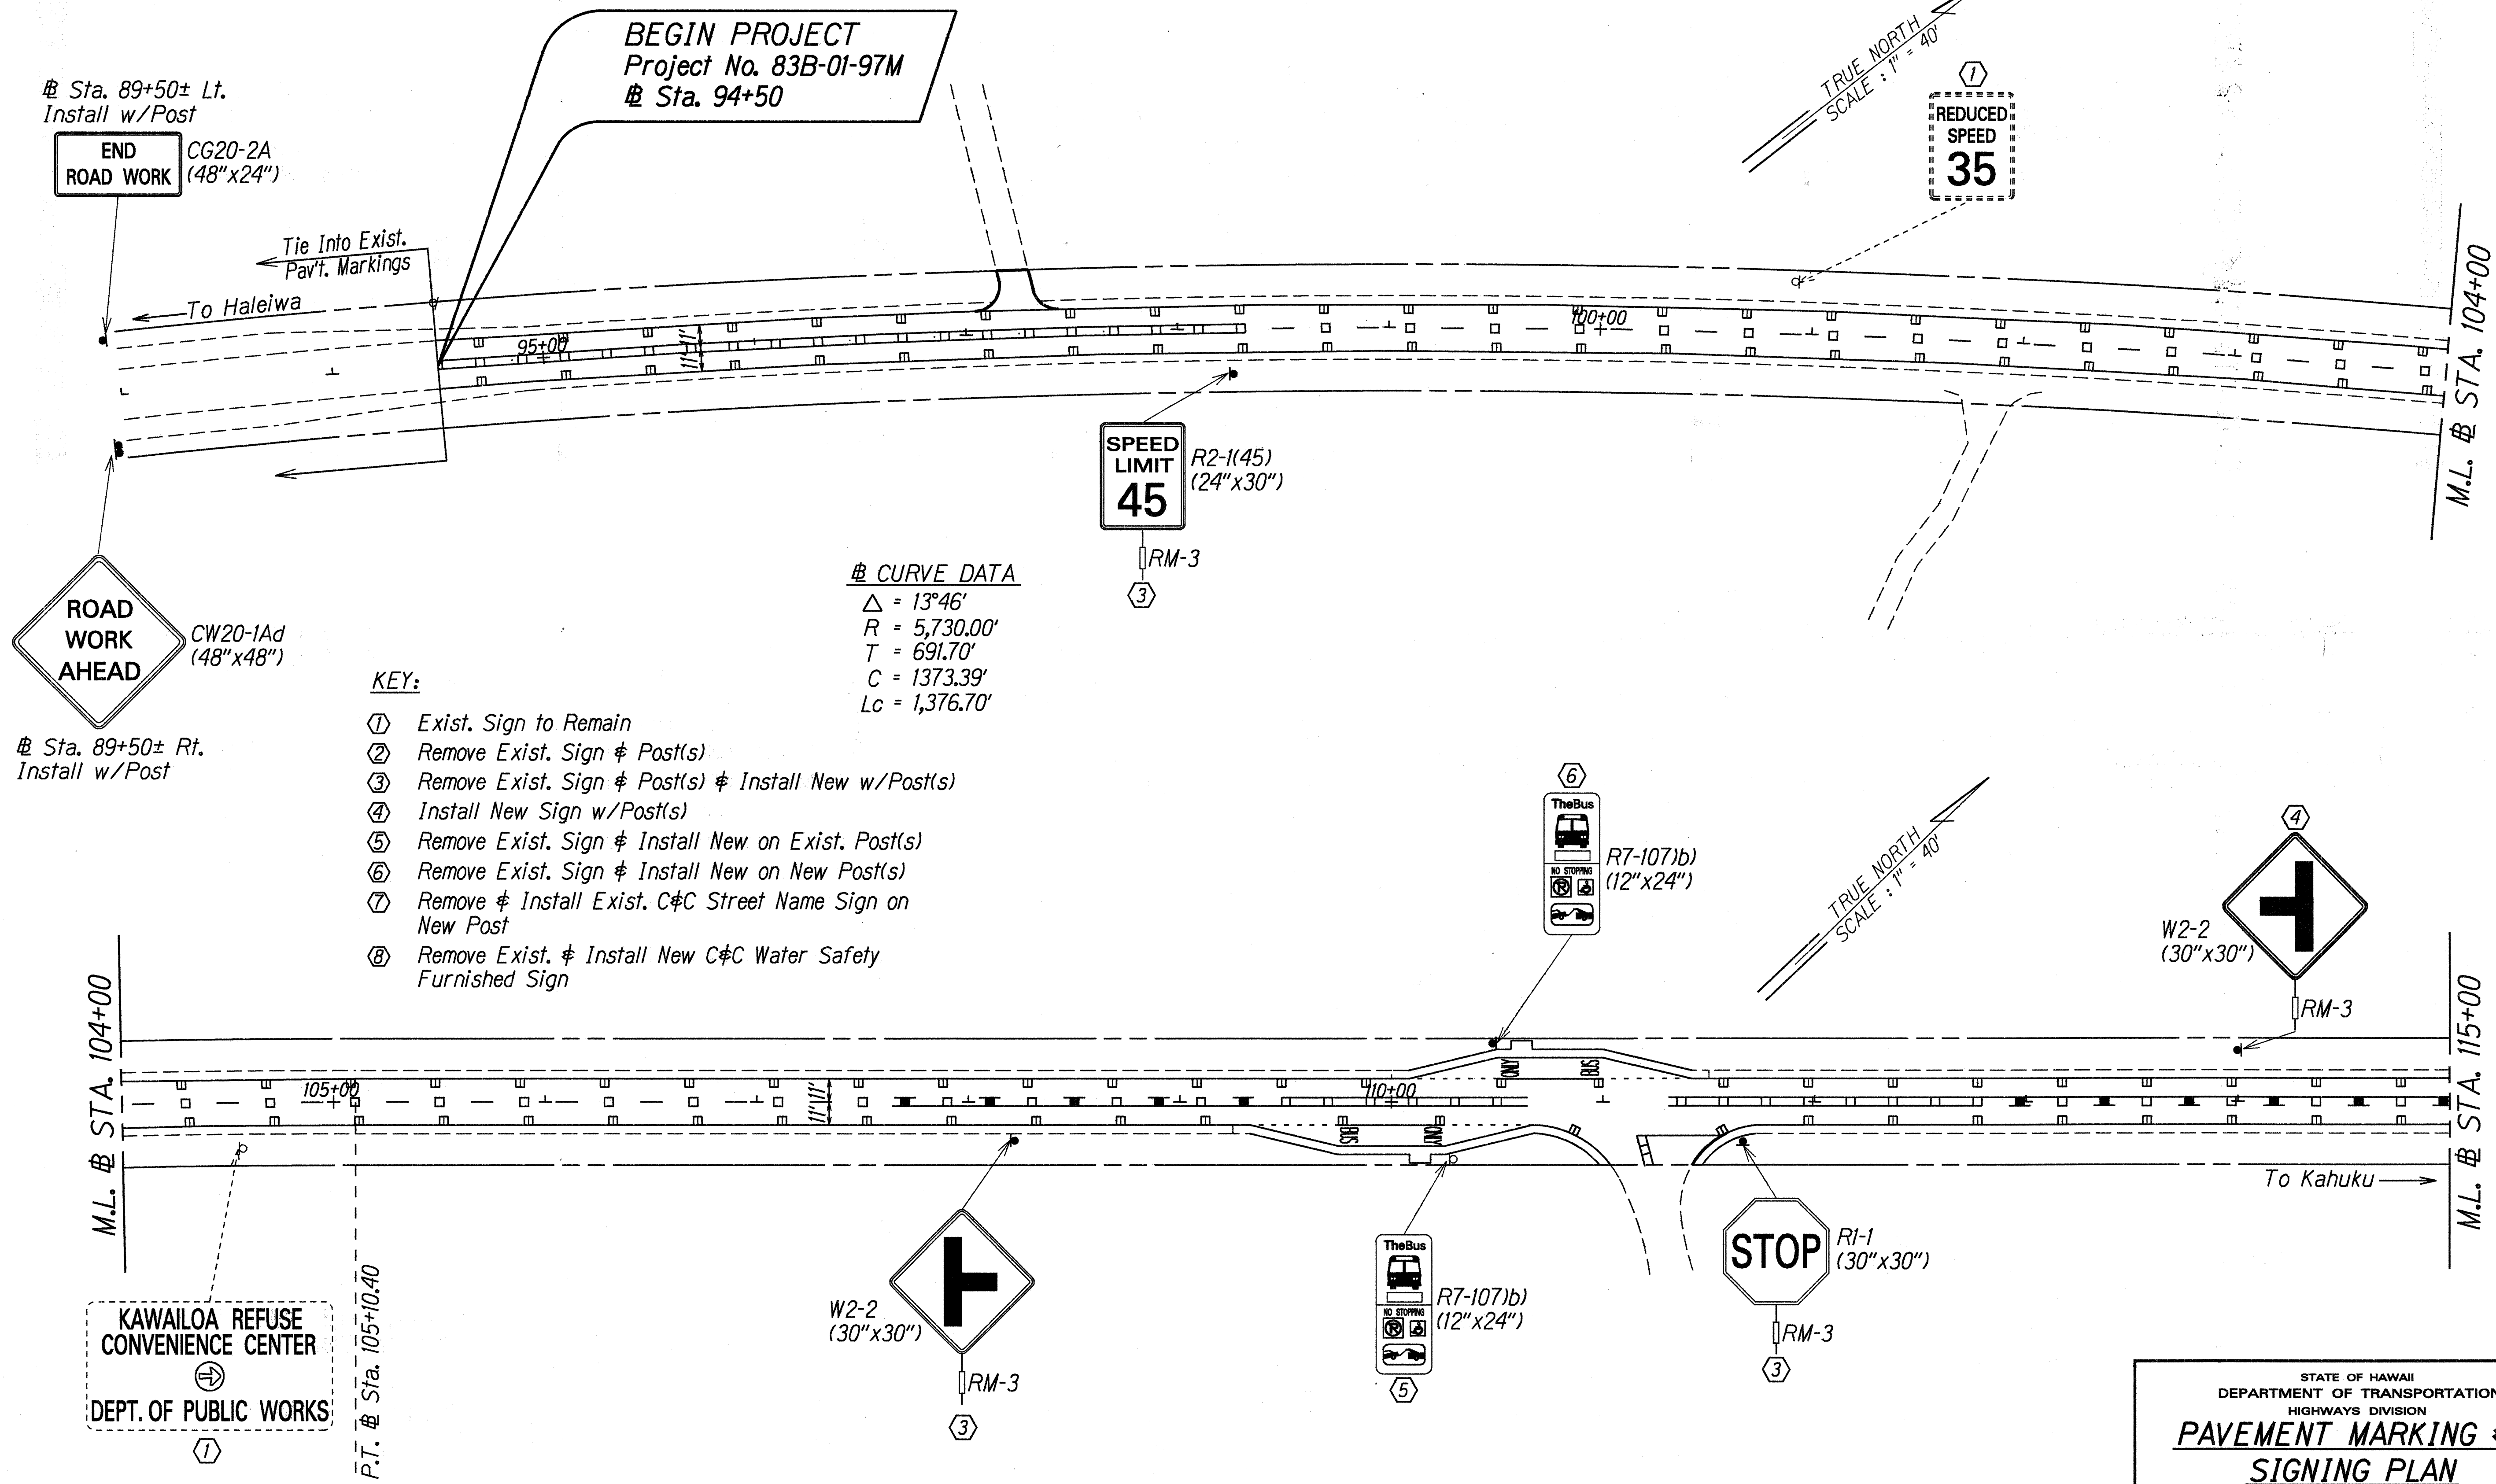 BEGIN PROJECT
Project No. 83B-01-97M
℄ Sta. 94+50
℄ Sta. 89+50± Lt.
Install w/Post
END
ROAD WORK
CG20-2A
(48"x24")
Tie Into Exist.
Pav't. Markings
To Haleiwa
TRUE NORTH
SCALE : 1" = 40'
1
REDUCED
SPEED
35
95+00
11'
11'
100+00
M.L. ℄ STA. 104+00
SPEED
LIMIT
45
R2-1(45)
(24"x30")
RM-3
3
ROAD
WORK
AHEAD
CW20-1Ad
(48"x48")
℄ Sta. 89+50± Rt.
Install w/Post
℄ CURVE DATA
△ = 13°46'
R = 5,730.00'
T = 691.70'
C = 1373.39'
Lc = 1,376.70'
KEY:
1 Exist. Sign to Remain
2 Remove Exist. Sign & Post(s)
3 Remove Exist. Sign & Post(s) & Install New w/Post(s)
4 Install New Sign w/Post(s)
5 Remove Exist. Sign & Install New on Exist. Post(s)
6 Remove Exist. Sign & Install New on New Post(s)
7 Remove & Install Exist. C&C Street Name Sign on
New Post
8 Remove Exist. & Install New C&C Water Safety
Furnished Sign
6
TheBus
NO STOPPING
R7-107)b)
(12"x24")
TRUE NORTH
SCALE : 1" = 40'
4
W2-2
(30"x30")
RM-3
M.L. ℄ STA. 104+00
105+00
11'
11'
110+00
ONLY
BUS
BUS
ONLY
M.L. ℄ STA. 115+00
To Kahuku
KAWAILOA REFUSE
CONVENIENCE CENTER
DEPT. OF PUBLIC WORKS
1
P.T. ℄ Sta. 105+10.40
W2-2
(30"x30")
RM-3
3
TheBus
NO STOPPING
R7-107)b)
(12"x24")
5
STOP
R1-1
(30"x30")
RM-3
3
STATE OF HAWAII
DEPARTMENT OF TRANSPORTATION
HIGHWAYS DIVISION
PAVEMENT MARKING &
SIGNING PLAN